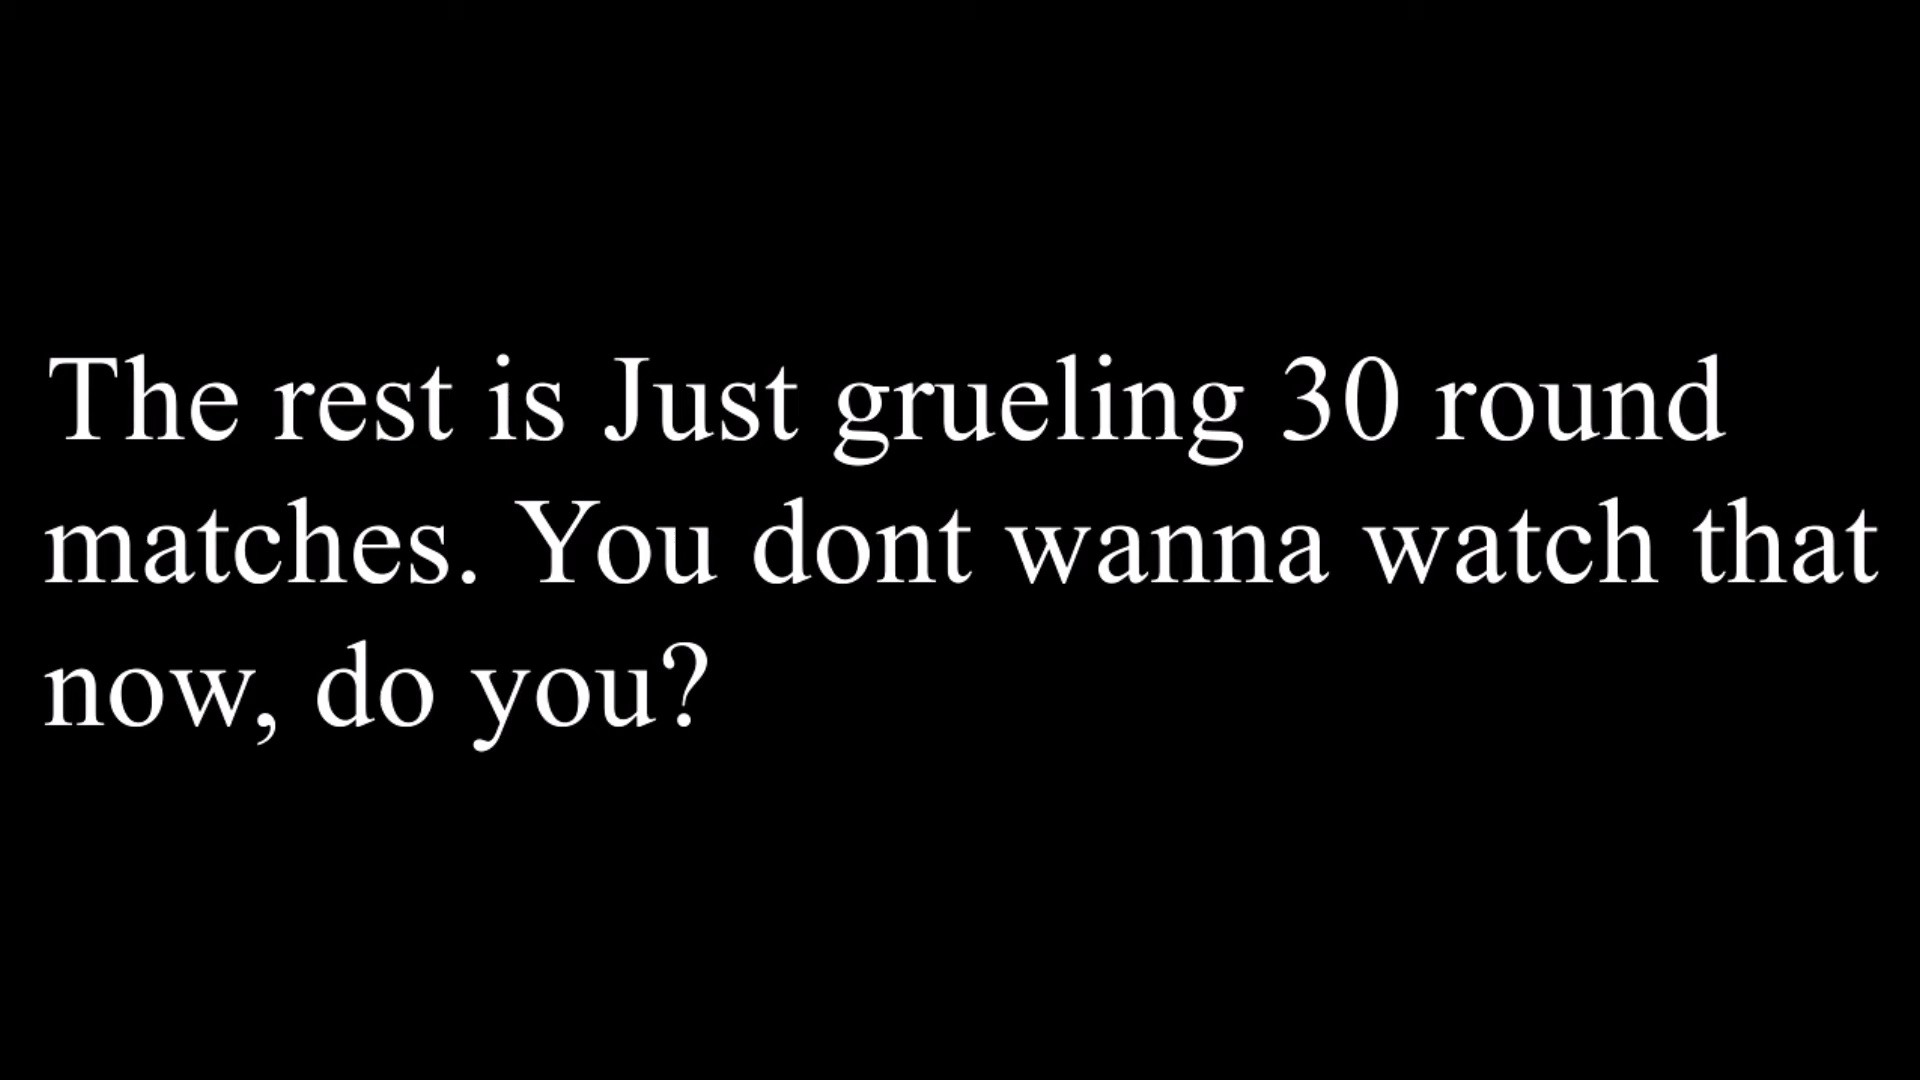 The rest is Just grueling 30 round
matches. You dont wanna watch that
now, do you?